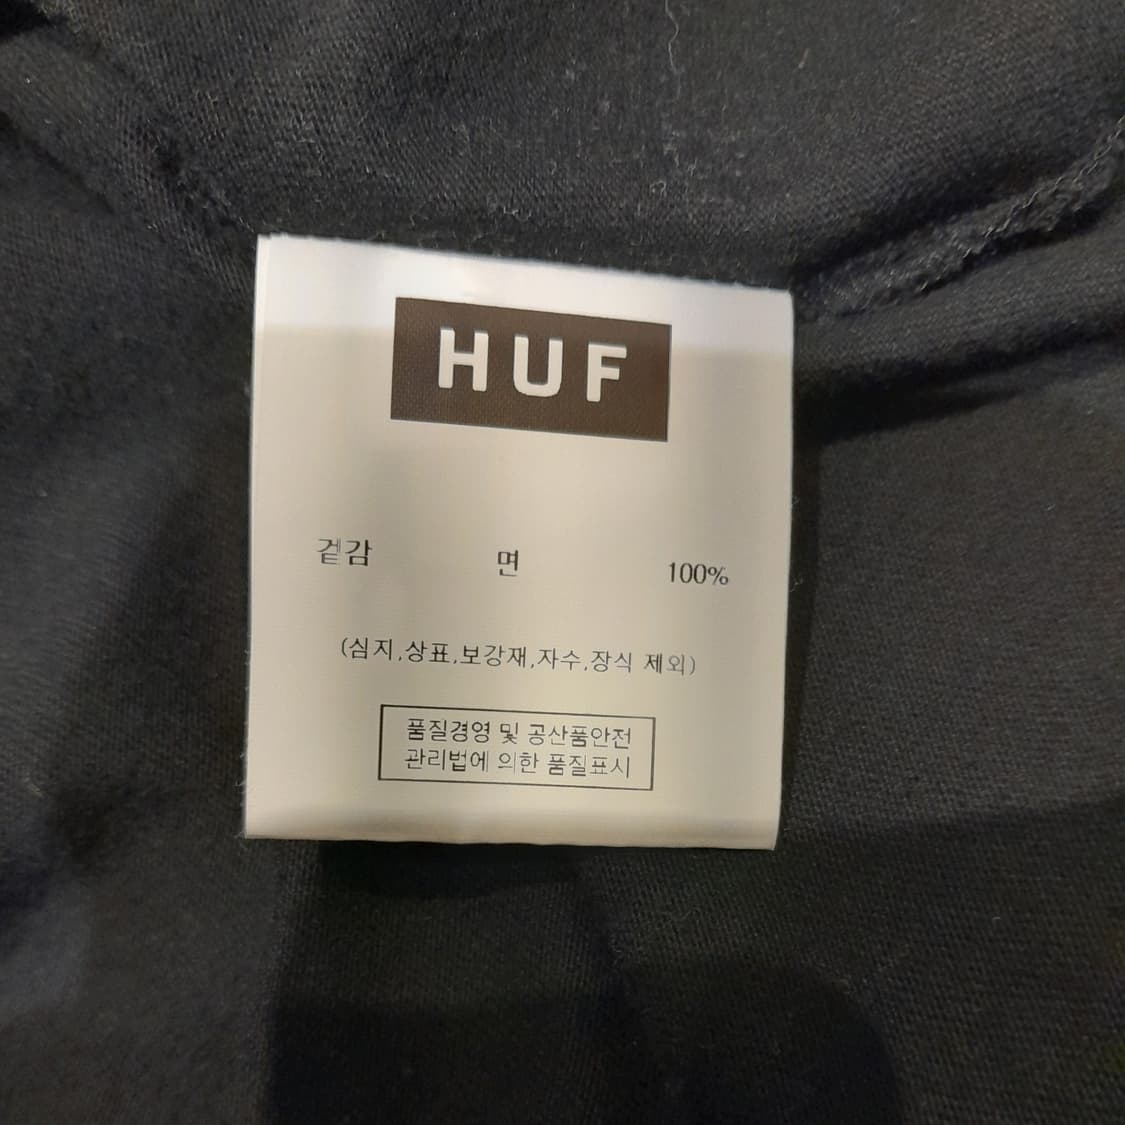 HUF
겉감 면 100%
(심지,상표,보강재,자수,장식 제외)
품질경영 및 공산품안전
관리법에 의한 품질표시